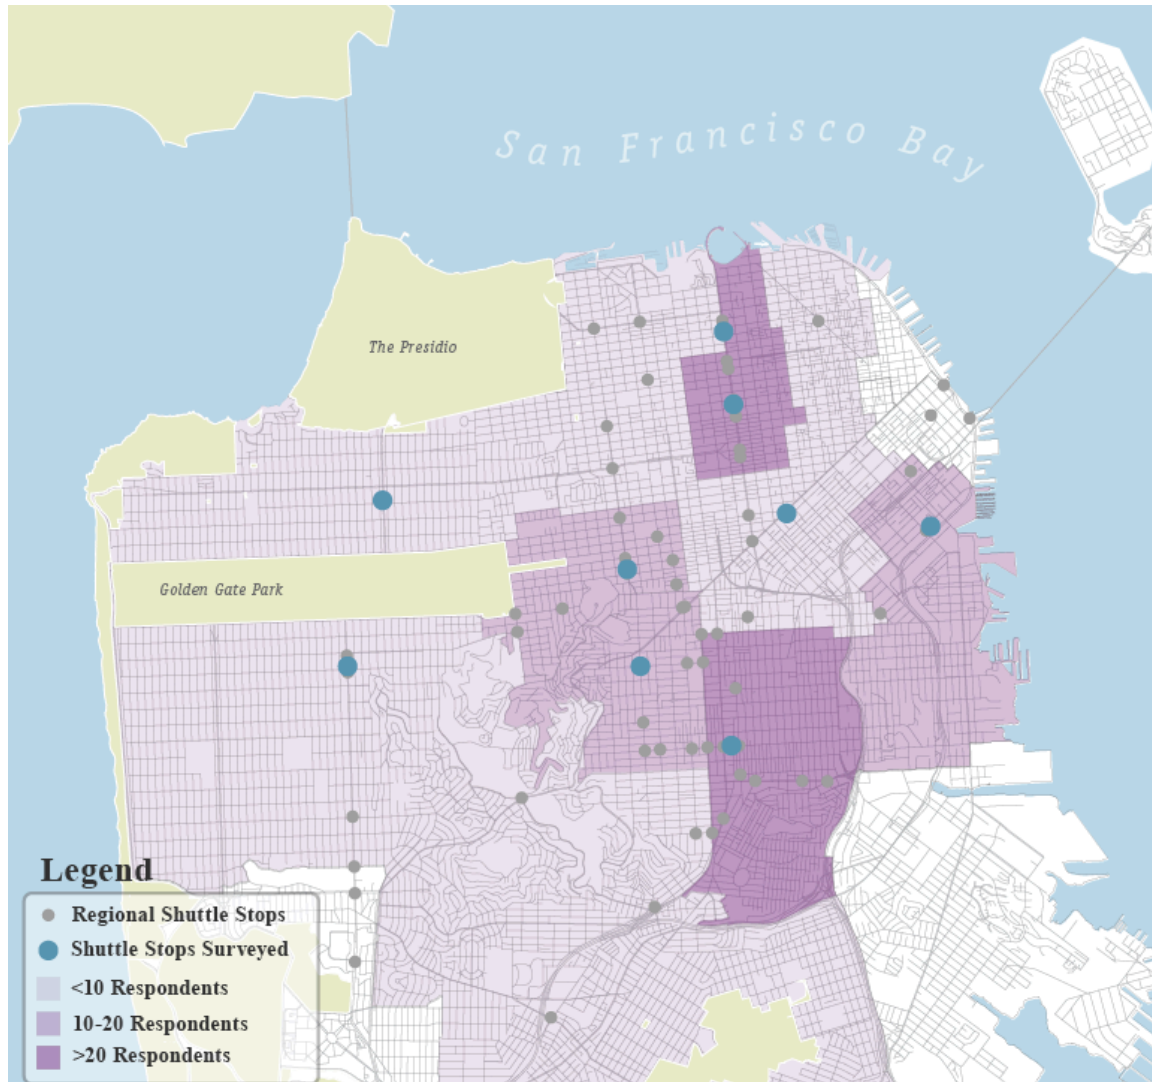 San Francisco Bay
The Presidio
Golden Gate Park
Legend
Regional Shuttle Stops
Shuttle Stops Surveyed
<10 Respondents
10-20 Respondents
>20 Respondents